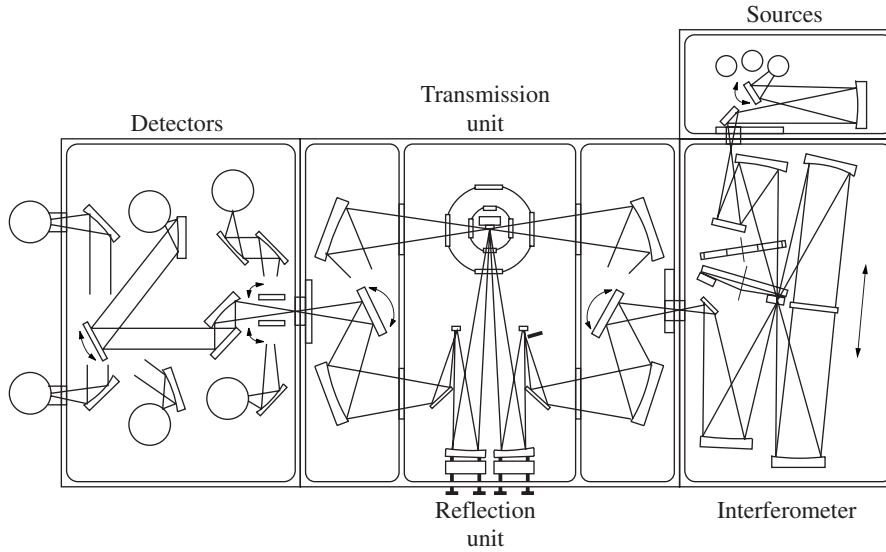 Sources
Transmission
unit
Detectors
Reflection
unit
Interferometer